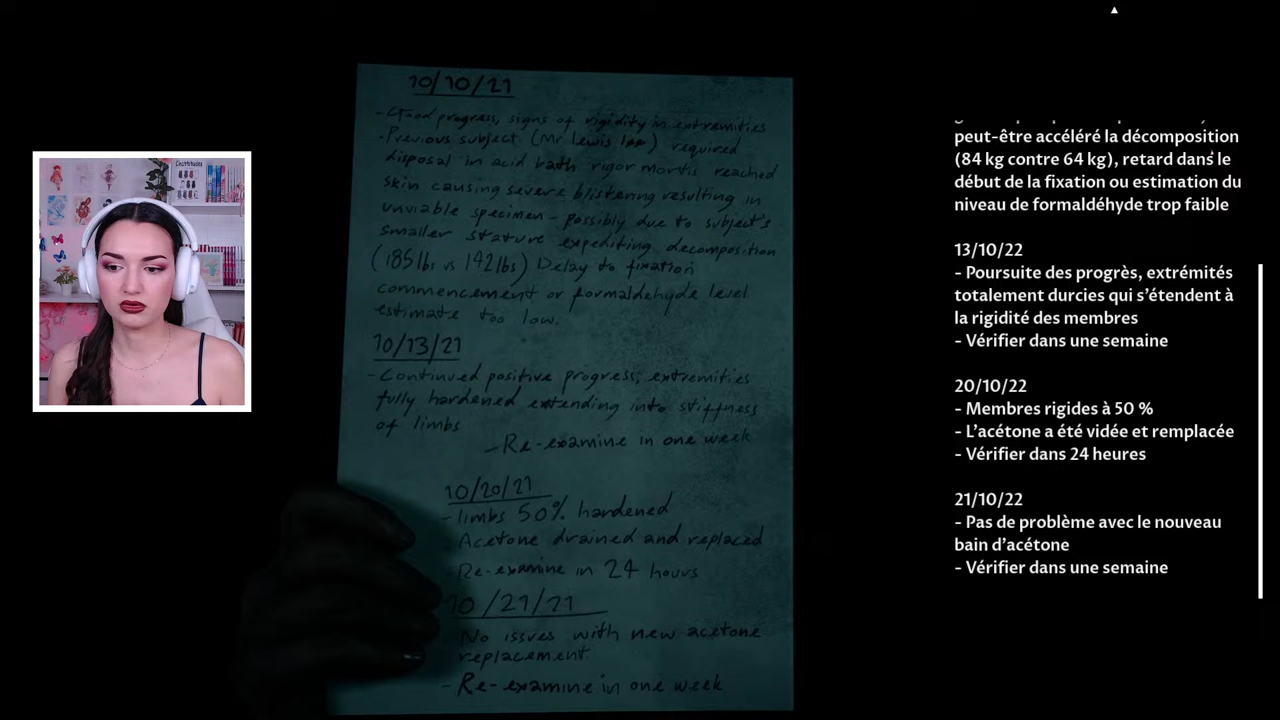 10/10/21
- Good progress, signs of rigidity in extremities
- Previous subject (Mr Lewis) required
disposal in acid bath rigor mortis reached
skin causing severe blistering resulting in
unviable specimen - possibly due to subject's
smaller stature expediting decomposition
(185lbs vs 142lbs) Delay to fixation
commencement or formaldehyde level
estimate too low.
10/13/21
- Continued positive progress, extremities
fully hardened extending into stiffness
of limbs
- Re-examine in one week
10/20/21
- limbs 50% hardened
Acetone drained and replaced
Re-examine in 24 hours
10/21/21
No issues with new acetone
replacement.
- Re-examine in one week
peut-être accéléré la décomposition
(84 kg contre 64 kg), retard dans le
début de la fixation ou estimation du
niveau de formaldéhyde trop faible
13/10/22
- Poursuite des progrès, extrémités
totalement durcies qui s'étendent à
la rigidité des membres
- Vérifier dans une semaine
20/10/22
- Membres rigides à 50 %
- L'acétone a été vidée et remplacée
- Vérifier dans 24 heures
21/10/22
- Pas de problème avec le nouveau
bain d'acétone
- Vérifier dans une semaine